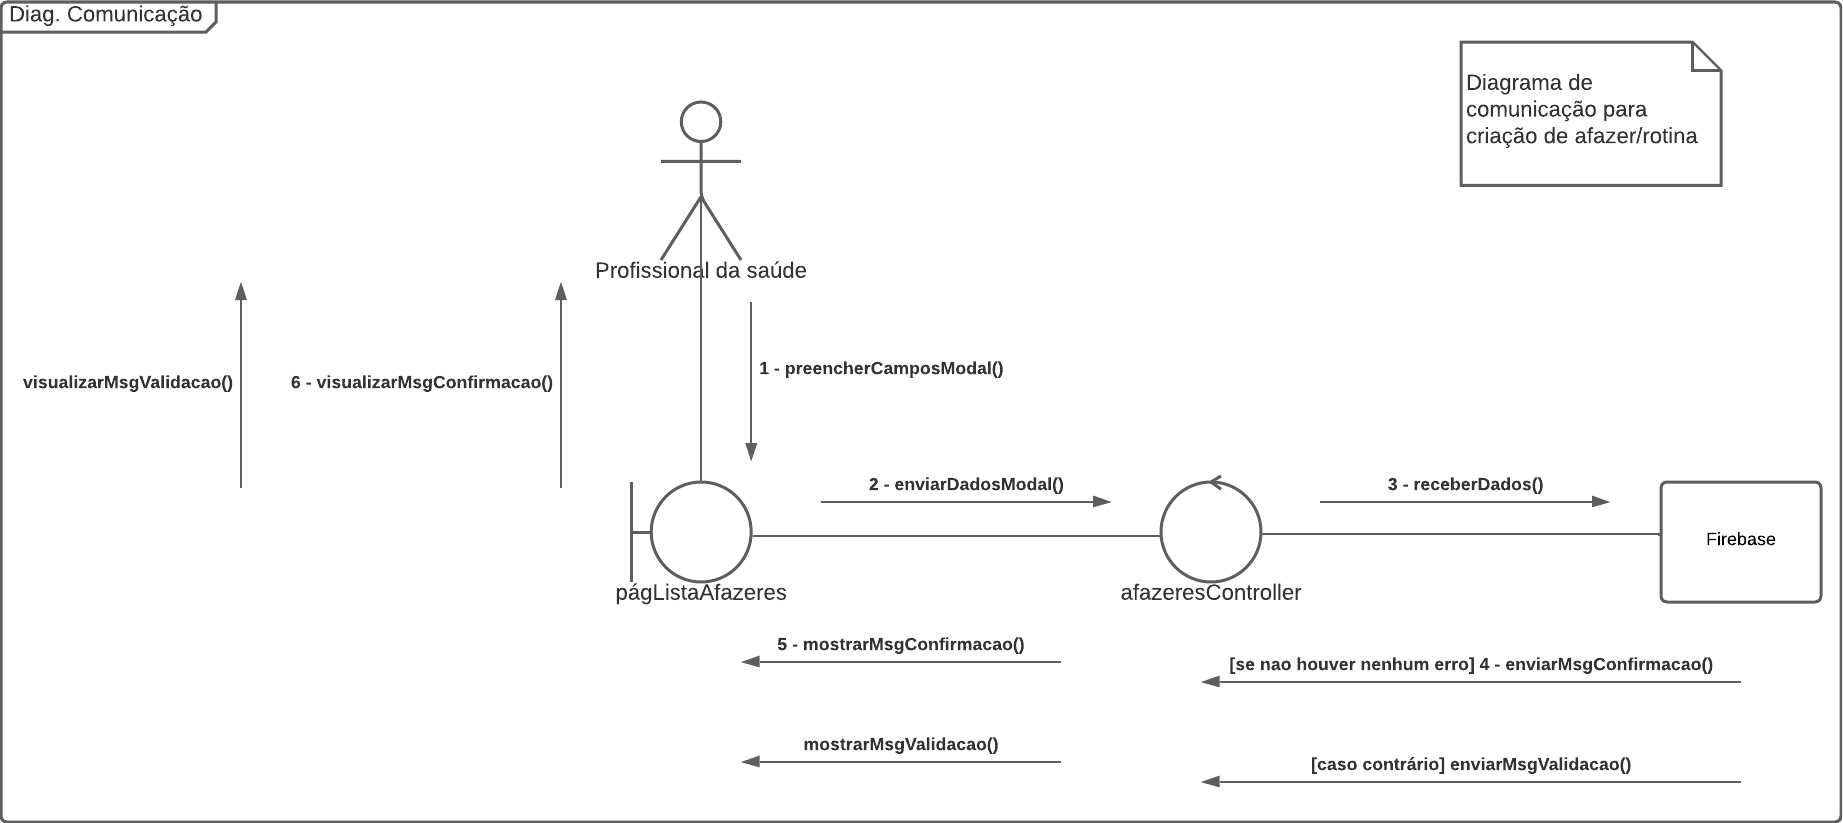 Diag. Comunicação
Diagrama de
comunicação para
criação de afazer/rotina
Profissional da saúde
1 - preencherCamposModal()
visualizarMsgValidacao()
6 - visualizarMsgConfirmacao()
2 - enviarDadosModal()
3 - receberDados()
Firebase
págListaAfazeres
afazeresController
5 - mostrarMsgConfirmacao()
[se nao houver nenhum erro] 4 - enviarMsgConfirmacao()
mostrarMsgValidacao()
[caso contrário] enviarMsgValidacao()